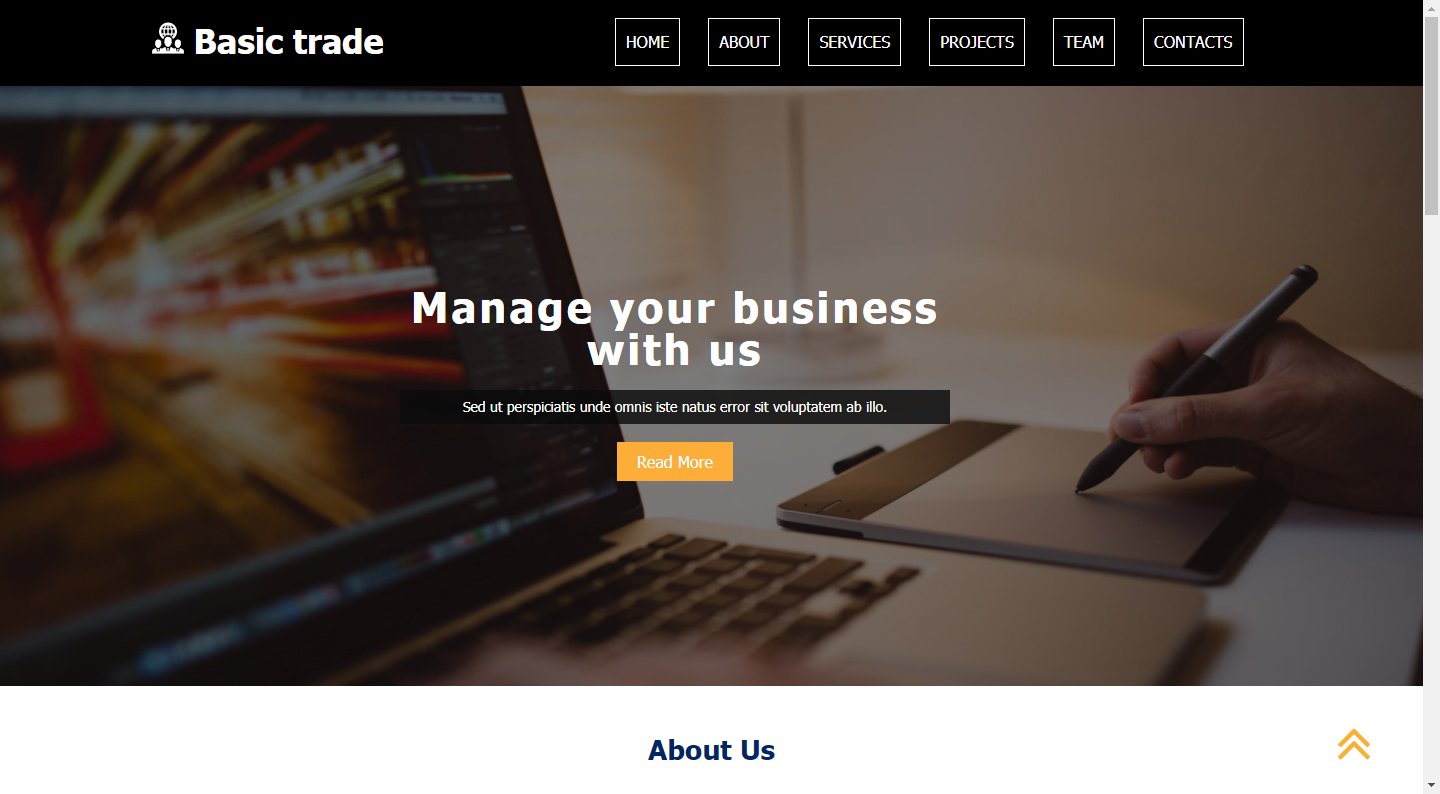 Basic trade
HOME ABOUT SERVICES PROJECTS TEAM CONTACTS
Manage your business
with us
Sed ut perspiciatis unde omnis iste natus error sit voluptatem ab illo.
Read More
About Us